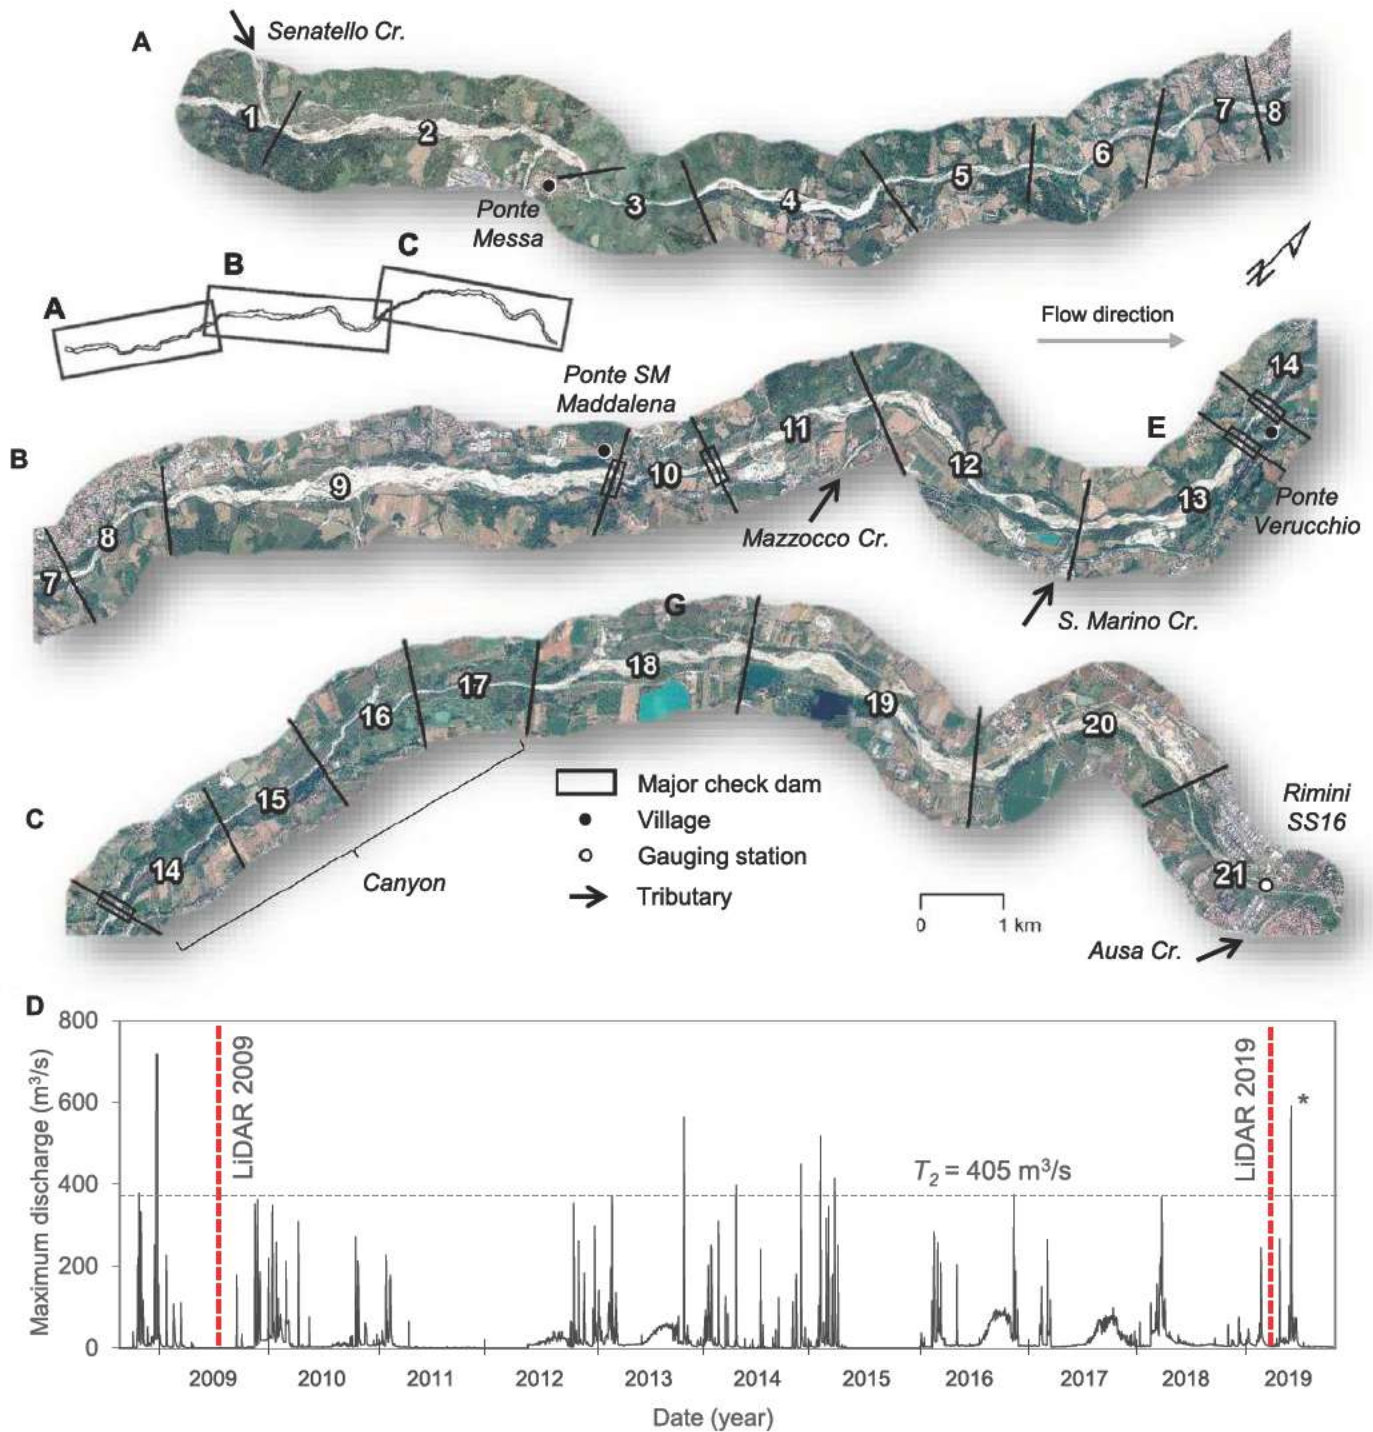 A
Senatello Cr.
1
2
3
4
5
6
7
8
Ponte
Messa
A
B
C
N
Flow direction
B
Ponte SM
Maddalena
7
8
9
10
11
12
13
14
E
Mazzocco Cr.
S. Marino Cr.
Ponte
Verucchio
C
G
14
15
16
17
18
19
20
21
Canyon
Major check dam
Village
Gauging station
Tributary
0 1 km
Rimini
SS16
Ausa Cr.
D
Maximum discharge (m³/s)
800
600
400
200
0
LiDAR 2009
T₂ = 405 m³/s
LiDAR 2019
*
2009 2010 2011 2012 2013 2014 2015 2016 2017 2018 2019
Date (year)